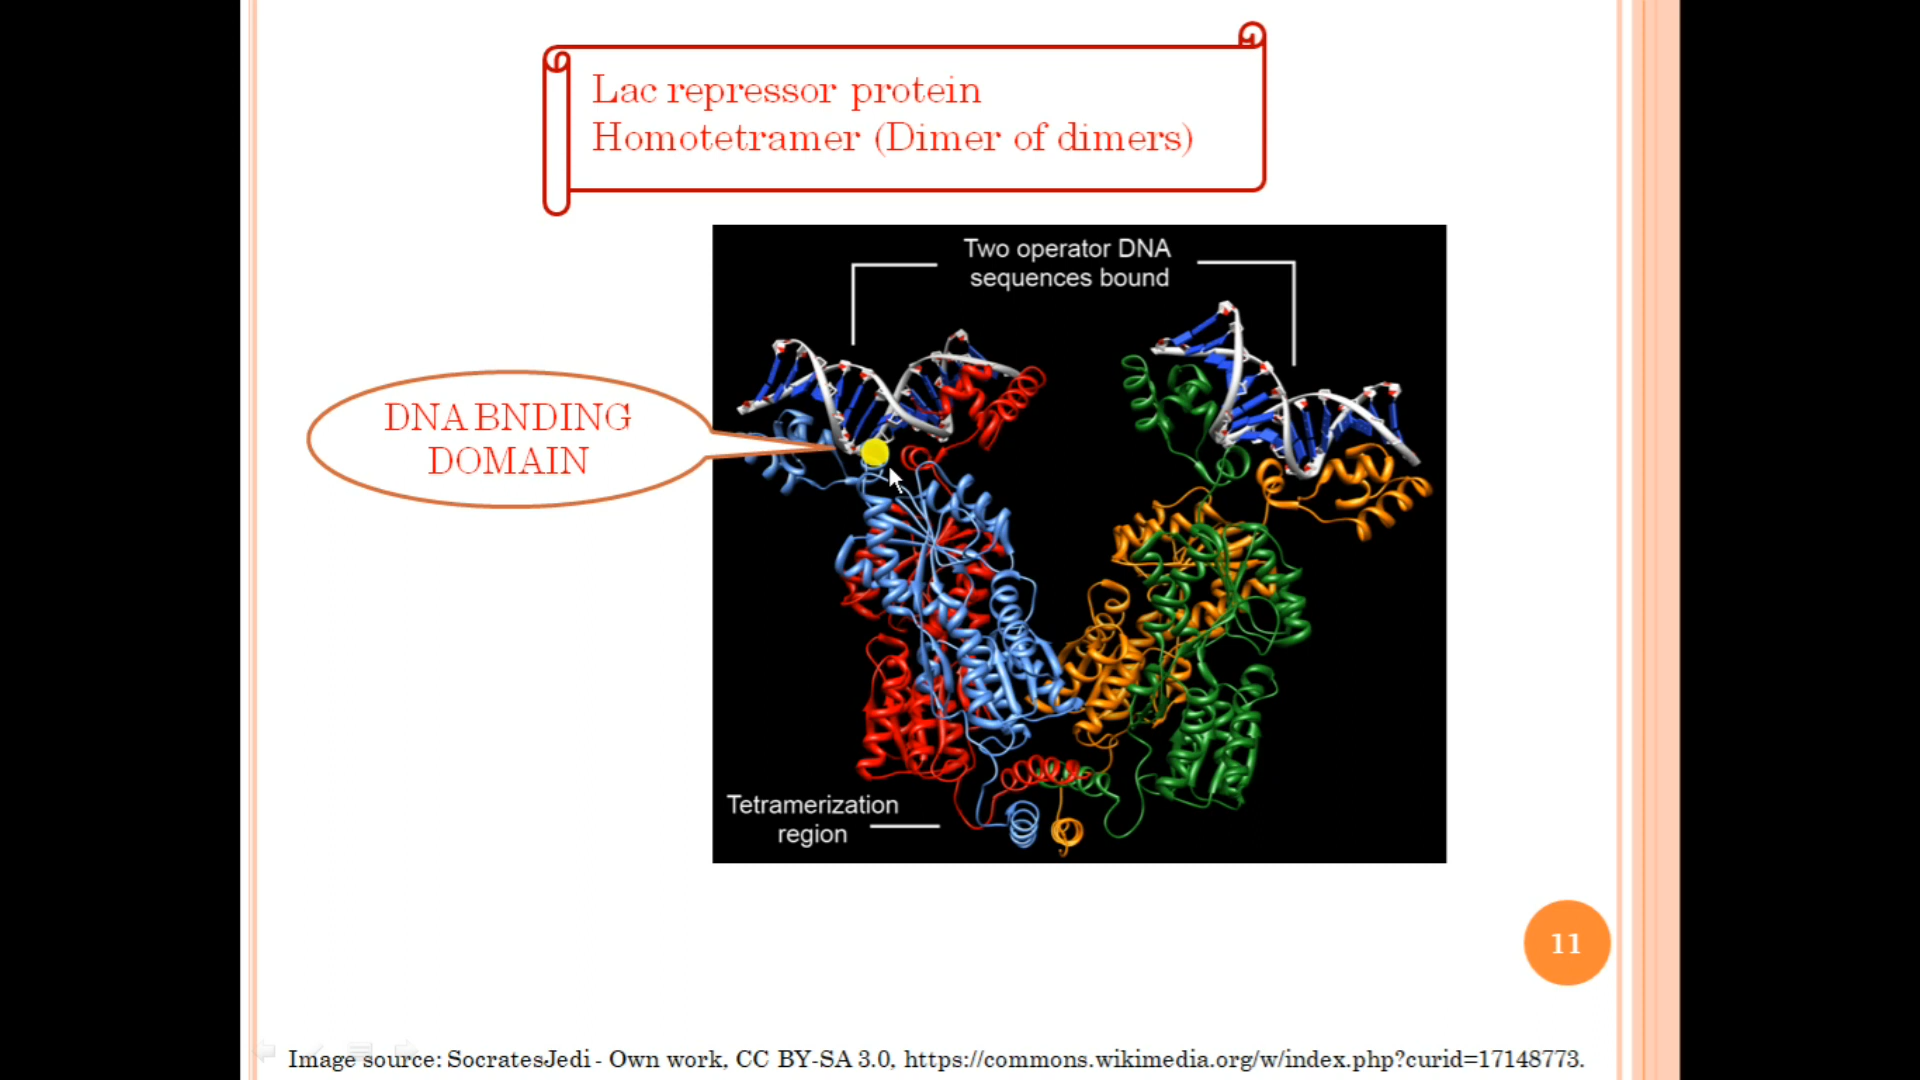 Lac repressor protein
Homotetramer (Dimer of dimers)
Two operator DNA
sequences bound
DNA BNDING
DOMAIN
Tetramerization
region
11
Image source: SocratesJedi - Own work, CC BY-SA 3.0, https://commons.wikimedia.org/w/index.php?curid=17148773.